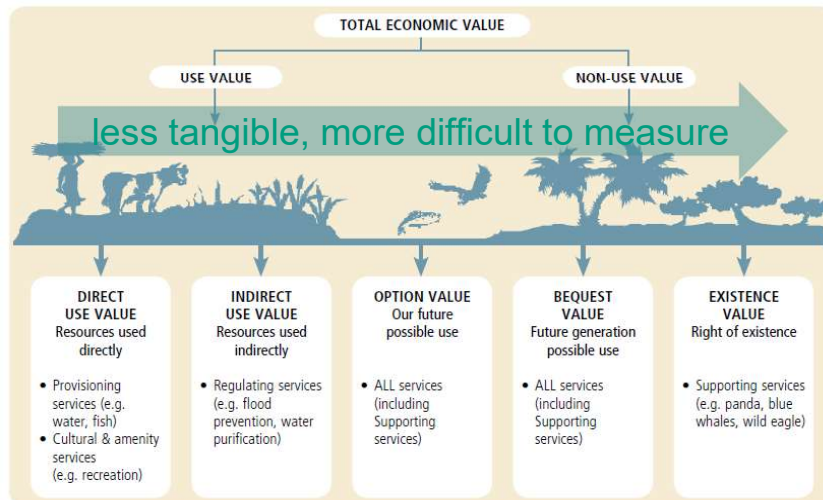 TOTAL ECONOMIC VALUE
USE VALUE
NON-USE VALUE
less tangible, more difficult to measure
DIRECT
USE VALUE
Resources used
directly
• Provisioning
services (e.g.
water, fish)
• Cultural & amenity
services
(e.g. recreation)
INDIRECT
USE VALUE
Resources used
indirectly
• Regulating services
(e.g. flood
prevention, water
purification)
OPTION VALUE
Our future
possible use
• ALL services
(including
Supporting
services)
BEQUEST
VALUE
Future generation
possible use
• ALL services
(including
Supporting
services)
EXISTENCE
VALUE
Right of existence
• Supporting services
(e.g. panda, blue
whales, wild eagle)